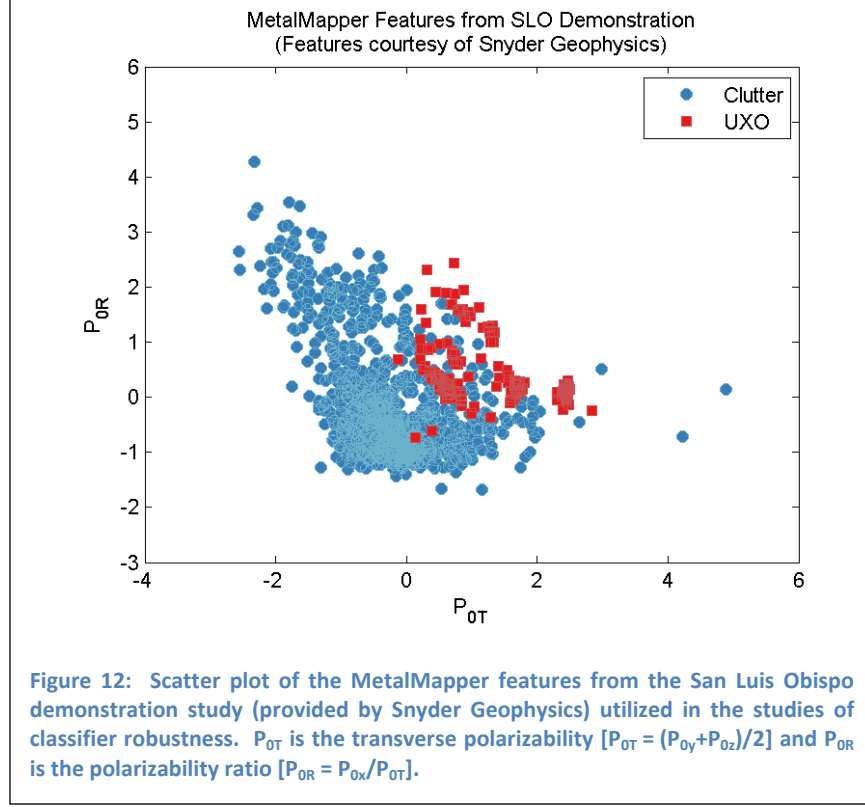 MetalMapper Features from SLO Demonstration
(Features courtesy of Snyder Geophysics)
Clutter
UXO
6
5
4
3
2
1
0
-1
-2
-3
P0R
-4
-2
0
2
4
6
P0T
Figure 12: Scatter plot of the MetalMapper features from the San Luis Obispo
demonstration study (provided by Snyder Geophysics) utilized in the studies of
classifier robustness. P0T is the transverse polarizability [P0T = (P0y+P0z)/2] and P0R
is the polarizability ratio [P0R = P0x/P0T].